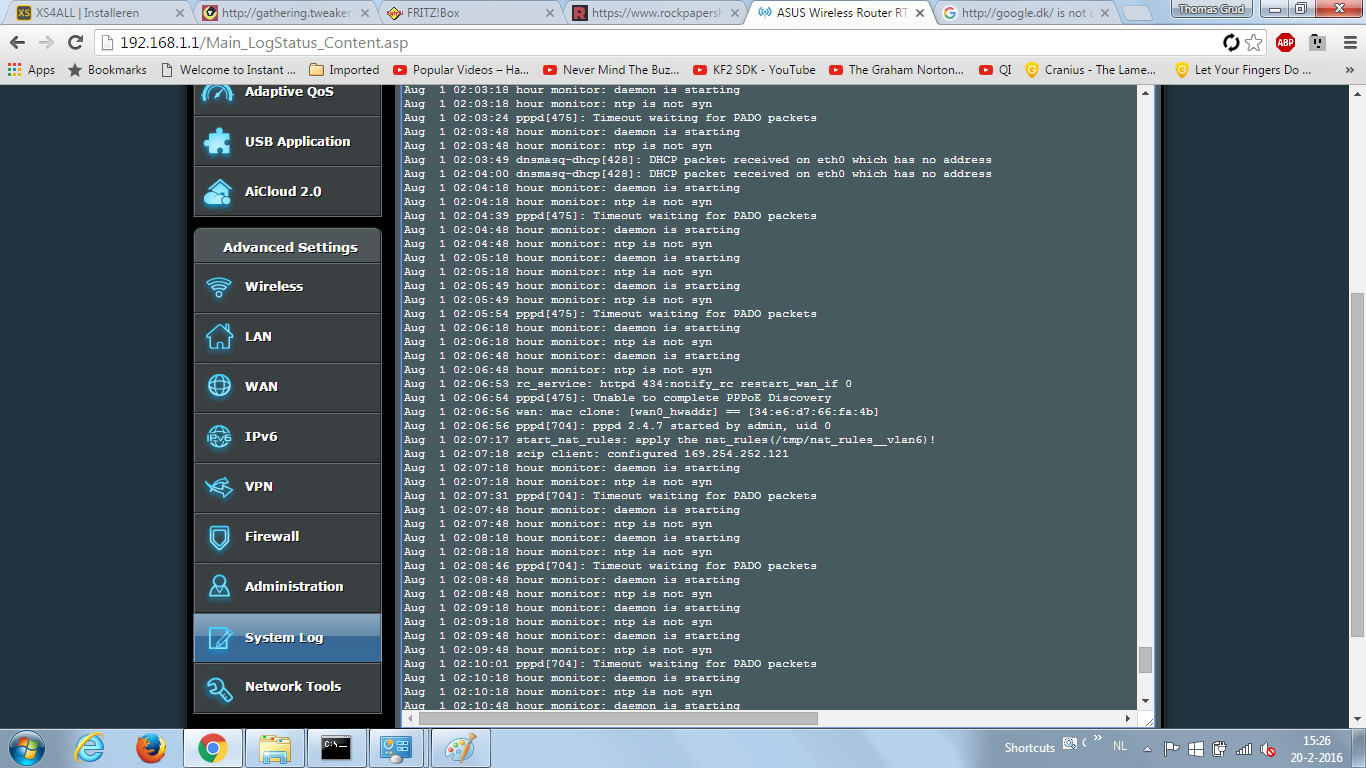 XS4ALL | Installeren
http://gathering.tweaker
FRITZ!Box
https://www.rockpapersh
ASUS Wireless Router RT
http://google.dk/ is not a
Thomas Grud
192.168.1.1/Main_LogStatus_Content.asp
ABP
Apps
Bookmarks
Welcome to Instant ...
Imported
Popular Videos – Ha...
Never Mind The Buz...
KF2 SDK - YouTube
The Graham Norton...
QI
Cranius - The Lame...
Let Your Fingers Do ...
»
Adaptive QoS
USB Application
AiCloud 2.0
Advanced Settings
Wireless
LAN
WAN
IPv6
VPN
Firewall
Administration
System Log
Network Tools
Aug 1 02:03:18 hour monitor: daemon is starting
Aug 1 02:03:18 hour monitor: ntp is not syn
Aug 1 02:03:24 pppd[475]: Timeout waiting for PADO packets
Aug 1 02:03:48 hour monitor: daemon is starting
Aug 1 02:03:48 hour monitor: ntp is not syn
Aug 1 02:03:49 dnsmasq-dhcp[428]: DHCP packet received on eth0 which has no address
Aug 1 02:04:00 dnsmasq-dhcp[428]: DHCP packet received on eth0 which has no address
Aug 1 02:04:18 hour monitor: daemon is starting
Aug 1 02:04:18 hour monitor: ntp is not syn
Aug 1 02:04:39 pppd[475]: Timeout waiting for PADO packets
Aug 1 02:04:48 hour monitor: daemon is starting
Aug 1 02:04:48 hour monitor: ntp is not syn
Aug 1 02:05:18 hour monitor: daemon is starting
Aug 1 02:05:18 hour monitor: ntp is not syn
Aug 1 02:05:49 hour monitor: daemon is starting
Aug 1 02:05:49 hour monitor: ntp is not syn
Aug 1 02:05:54 pppd[475]: Timeout waiting for PADO packets
Aug 1 02:06:18 hour monitor: daemon is starting
Aug 1 02:06:18 hour monitor: ntp is not syn
Aug 1 02:06:48 hour monitor: daemon is starting
Aug 1 02:06:48 hour monitor: ntp is not syn
Aug 1 02:06:53 rc_service: httpd 434:notify_rc restart_wan_if 0
Aug 1 02:06:54 pppd[475]: Unable to complete PPPoE Discovery
Aug 1 02:06:56 wan: mac clone: [wan0_hwaddr] == [34:e6:d7:66:fa:4b]
Aug 1 02:06:56 pppd[704]: pppd 2.4.7 started by admin, uid 0
Aug 1 02:07:17 start_nat_rules: apply the nat_rules(/tmp/nat_rules__vlan6)!
Aug 1 02:07:18 zcip client: configured 169.254.252.121
Aug 1 02:07:18 hour monitor: daemon is starting
Aug 1 02:07:18 hour monitor: ntp is not syn
Aug 1 02:07:31 pppd[704]: Timeout waiting for PADO packets
Aug 1 02:07:48 hour monitor: daemon is starting
Aug 1 02:07:48 hour monitor: ntp is not syn
Aug 1 02:08:18 hour monitor: daemon is starting
Aug 1 02:08:18 hour monitor: ntp is not syn
Aug 1 02:08:46 pppd[704]: Timeout waiting for PADO packets
Aug 1 02:08:48 hour monitor: daemon is starting
Aug 1 02:08:48 hour monitor: ntp is not syn
Aug 1 02:09:18 hour monitor: daemon is starting
Aug 1 02:09:18 hour monitor: ntp is not syn
Aug 1 02:09:48 hour monitor: daemon is starting
Aug 1 02:09:48 hour monitor: ntp is not syn
Aug 1 02:10:01 pppd[704]: Timeout waiting for PADO packets
Aug 1 02:10:18 hour monitor: daemon is starting
Aug 1 02:10:18 hour monitor: ntp is not syn
Aug 1 02:10:48 hour monitor: daemon is starting
Shortcuts
»
NL
15:26
20-2-2016